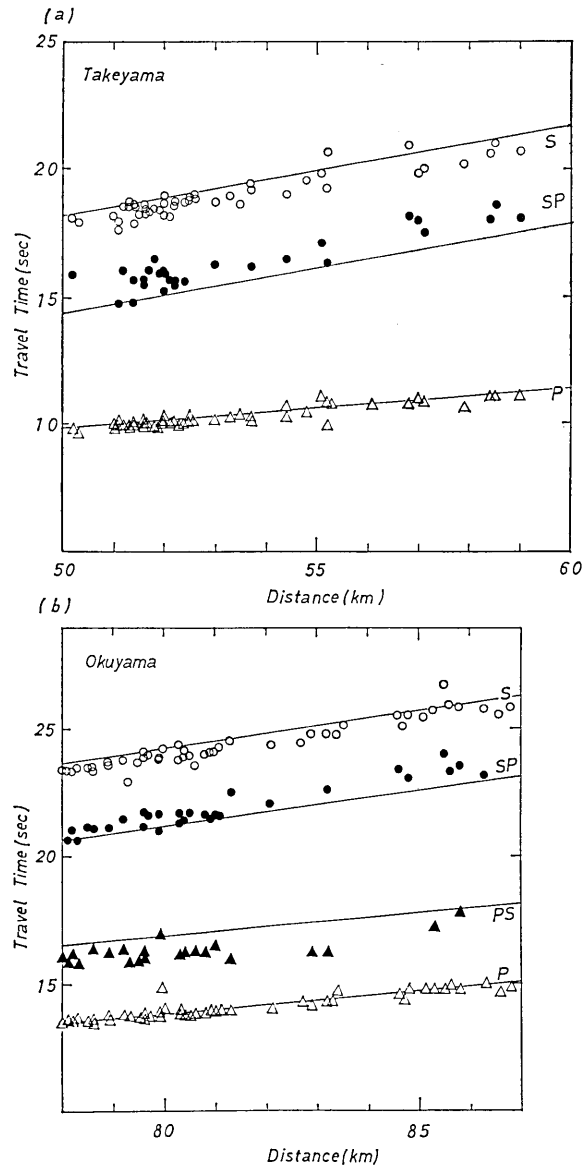 (a)
25
Takeyama
S
20
SP
15
P
10
50
55
60
Travel Time (sec)
Distance (km)
(b)
Okuyama
S
25
SP
20
PS
P
15
80
85
Travel Time (sec)
Distance (km)